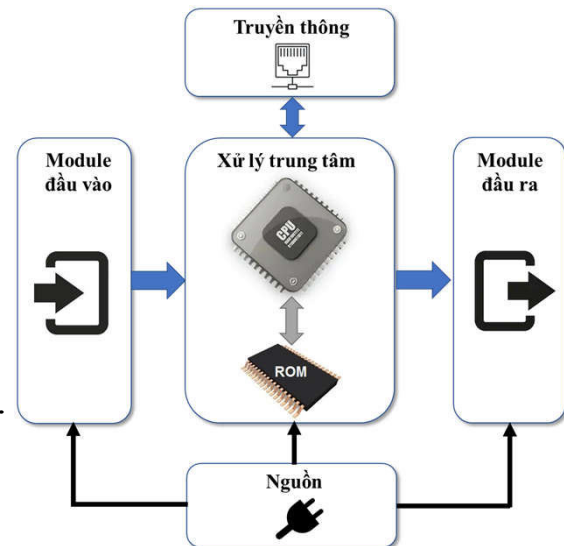 Truyền thông
Module
đầu vào
Xử lý trung tâm
CPU
ROM
Module
đầu ra
Nguồn